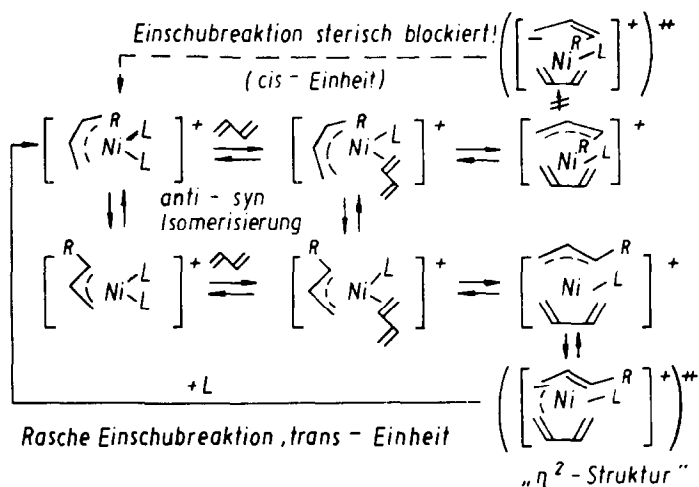 Einschubreaktion sterisch blockiert!
(cis - Einheit)
R Ni L +
R Ni L L +
R Ni L +
R Ni L +
anti - syn
Isomerisierung
R Ni L L +
R Ni L +
R Ni L +
+L
R Ni L +
Rasche Einschubreaktion, trans - Einheit
„η²-Struktur"